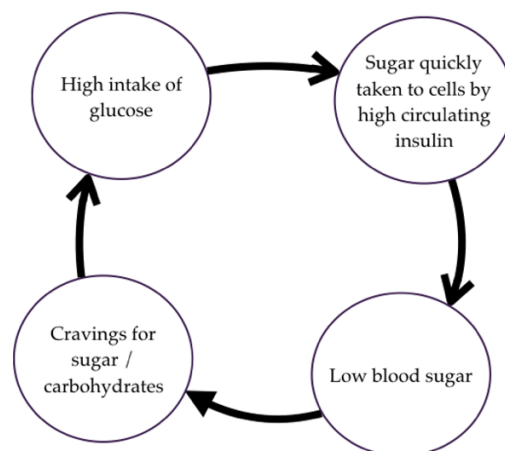 High intake of
glucose
Sugar quickly
taken to cells by
high circulating
insulin
Low blood sugar
Cravings for
sugar /
carbohydrates